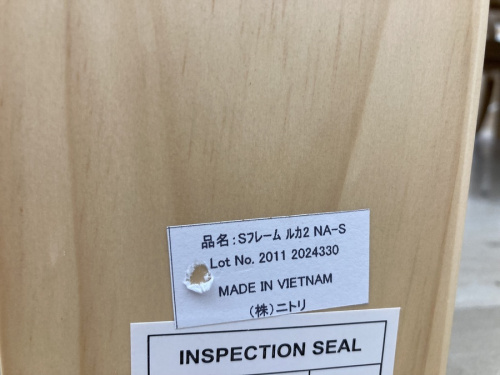 品名:Sフレーム ルカ2 NA-S
Lot No. 2011 2024330
MADE IN VIETNAM
(株)ニトリ
INSPECTION SEAL